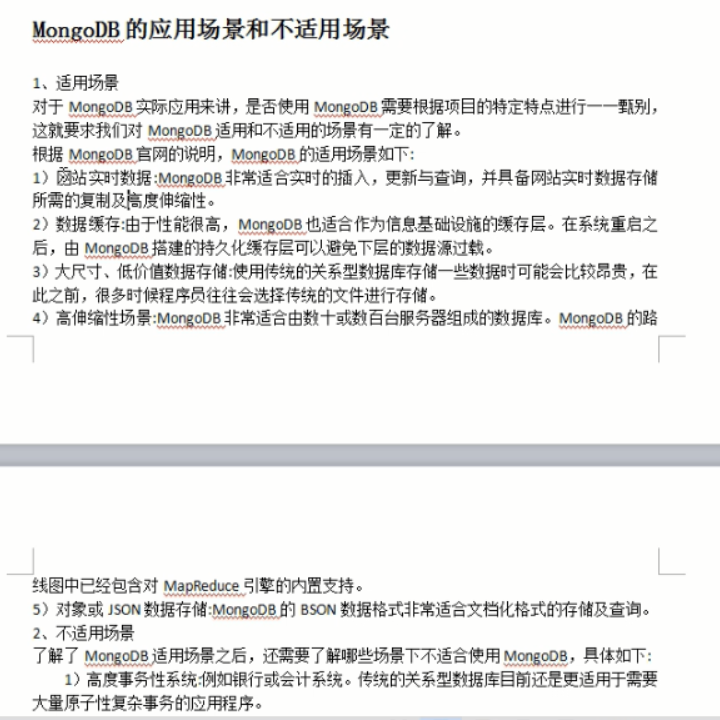 MongoDB的应用场景和不适用场景
1、适用场景
对于 MongoDB 实际应用来讲，是否使用 MongoDB 需要根据项目的特定特点进行一一甄别，
这就要求我们对 MongoDB 适用和不适用的场景有一定的了解。
根据 MongoDB 官网的说明，MongoDB 的适用场景如下:
1）网站实时数据:MongoDB 非常适合实时的插入，更新与查询，并具备网站实时数据存储
所需的复制及高度伸缩性。
2）数据缓存:由于性能很高，MongoDB 也适合作为信息基础设施的缓存层。在系统重启之
后，由 MongoDB 搭建的持久化缓存层可以避免下层的数据源过载。
3）大尺寸、低价值数据存储:使用传统的关系型数据库存储一些数据时可能会比较昂贵，在
此之前，很多时候程序员往往会选择传统的文件进行存储。
4）高伸缩性场景:MongoDB 非常适合由数十或数百台服务器组成的数据库。MongoDB 的路
线图中已经包含对 MapReduce 引擎的内置支持。
5）对象或 JSON 数据存储:MongoDB 的 BSON 数据格式非常适合文档化格式的存储及查询。
2、不适用场景
了解了 MongoDB 适用场景之后，还需要了解哪些场景下不适合使用 MongoDB，具体如下:
1）高度事务性系统:例如银行或会计系统。传统的关系型数据库目前还是更适用于需要
大量原子性复杂事务的应用程序。